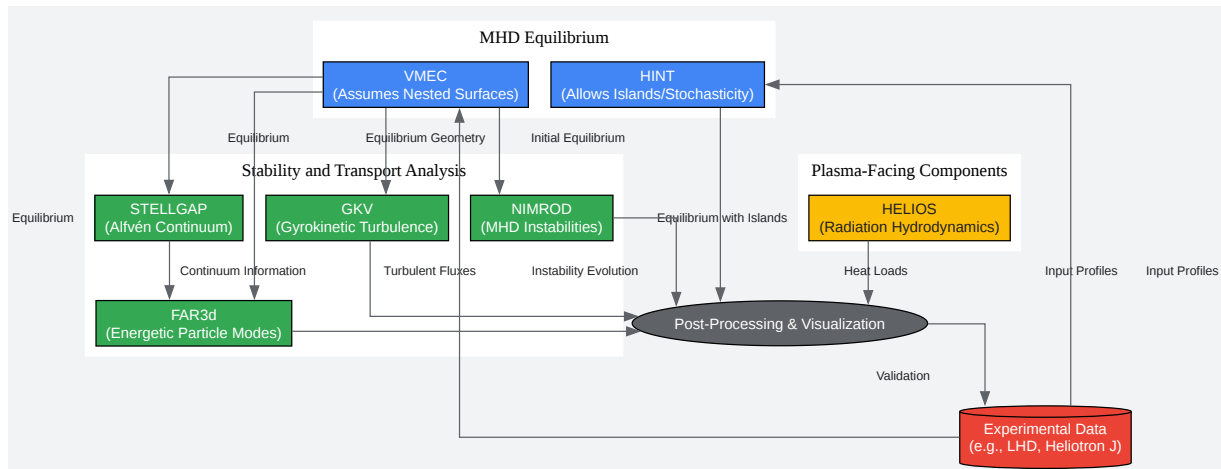 MHD Equilibrium
VMEC
(Assumes Nested Surfaces)
HINT
(Allows Islands/Stochasticity)
Equilibrium
Equilibrium Geometry
Initial Equilibrium
Stability and Transport Analysis
Plasma-Facing Components
STELLGAP
(Alfvén Continuum)
GKV
(Gyrokinetic Turbulence)
NIMROD
(MHD Instabilities)
HELIOS
(Radiation Hydrodynamics)
Equilibrium
Equilibrium with Islands
Continuum Information
Turbulent Fluxes
Instability Evolution
Heat Loads
Input Profiles
Input Profiles
FAR3d
(Energetic Particle Modes)
Post-Processing & Visualization
Validation
Experimental Data
(e.g., LHD, Heliotron J)